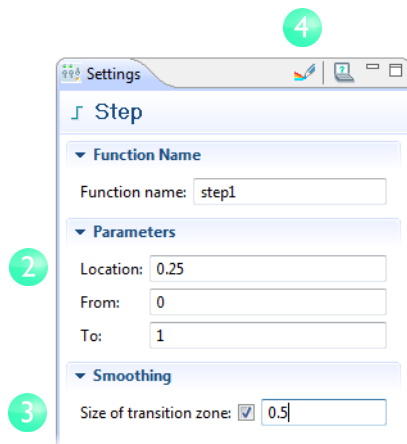 4
Settings
Step
Function Name
Function name: step1
Parameters
2 Location: 0.25
From: 0
To: 1
Smoothing
3 Size of transition zone: 0.5